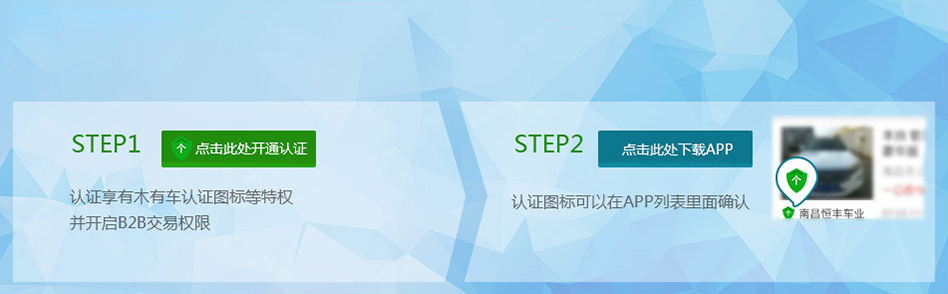 STEP1
点击此处开通认证
认证享有木有车认证图标等特权
并开启B2B交易权限
STEP2
点击此处下载APP
认证图标可以在APP列表里面确认
南昌恒丰车业